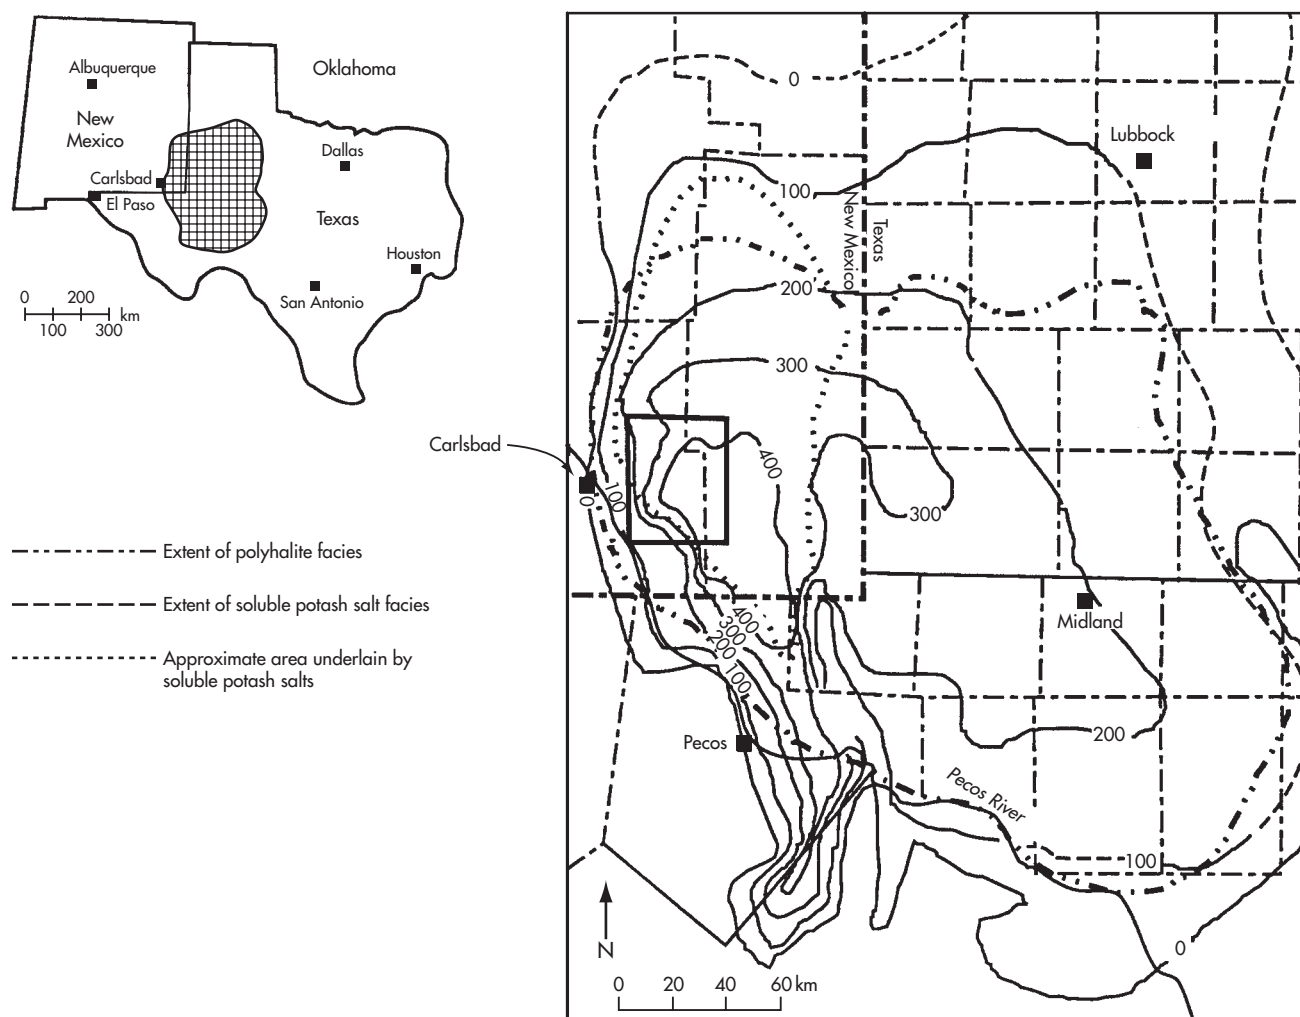 Oklahoma
Albuquerque
New
Mexico
Dallas
Carlsbad
El Paso
Texas
Houston
San Antonio
0 200
km
100 300
Carlsbad
Extent of polyhalite facies
Extent of soluble potash salt facies
Approximate area underlain by
soluble potash salts
0
Lubbock
100
Texas
New Mexico
200
300
400
100
0
300
Midland
400
300
200
100
200
Pecos
Pecos River
100
0
N
0 20 40 60 km